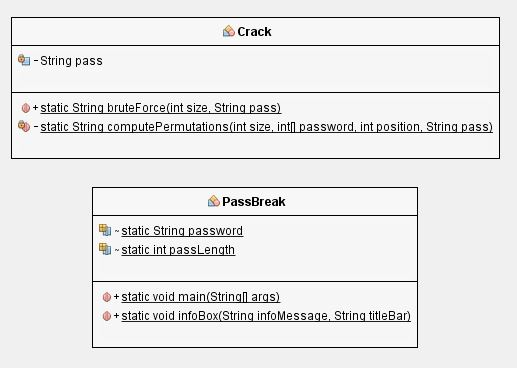 Crack
-String pass
+static String bruteForce(int size, String pass)
-static String computePermutations(int size, int[] password, int position, String pass)
PassBreak
~static String password
~static int passLength
+static void main(String[] args)
+static void infoBox(String infoMessage, String titleBar)